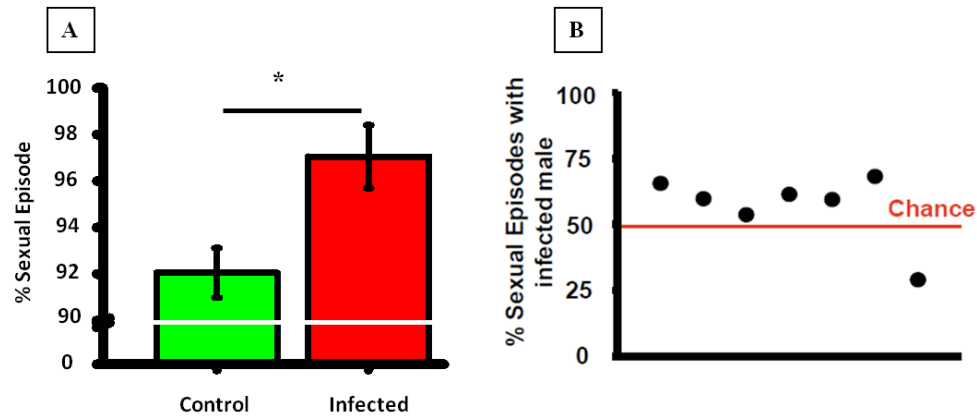 A
*
100
98
96
94
92
90
0
% Sexual Episode
Control
Infected
B
100
75
50
25
0
% Sexual Episodes with
infected male
Chance